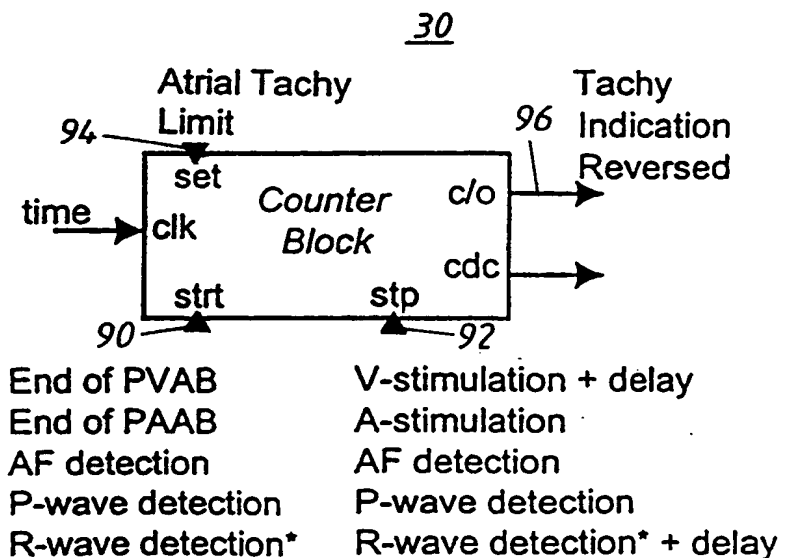 30
Atrial Tachy
Limit
Tachy
Indication
Reversed
94
96
set
c/o
time
clk
Counter
Block
cdc
strt
stp
90
92
End of PVAB
V-stimulation + delay
End of PAAB
A-stimulation
AF detection
AF detection
P-wave detection
P-wave detection
R-wave detection*
R-wave detection* + delay